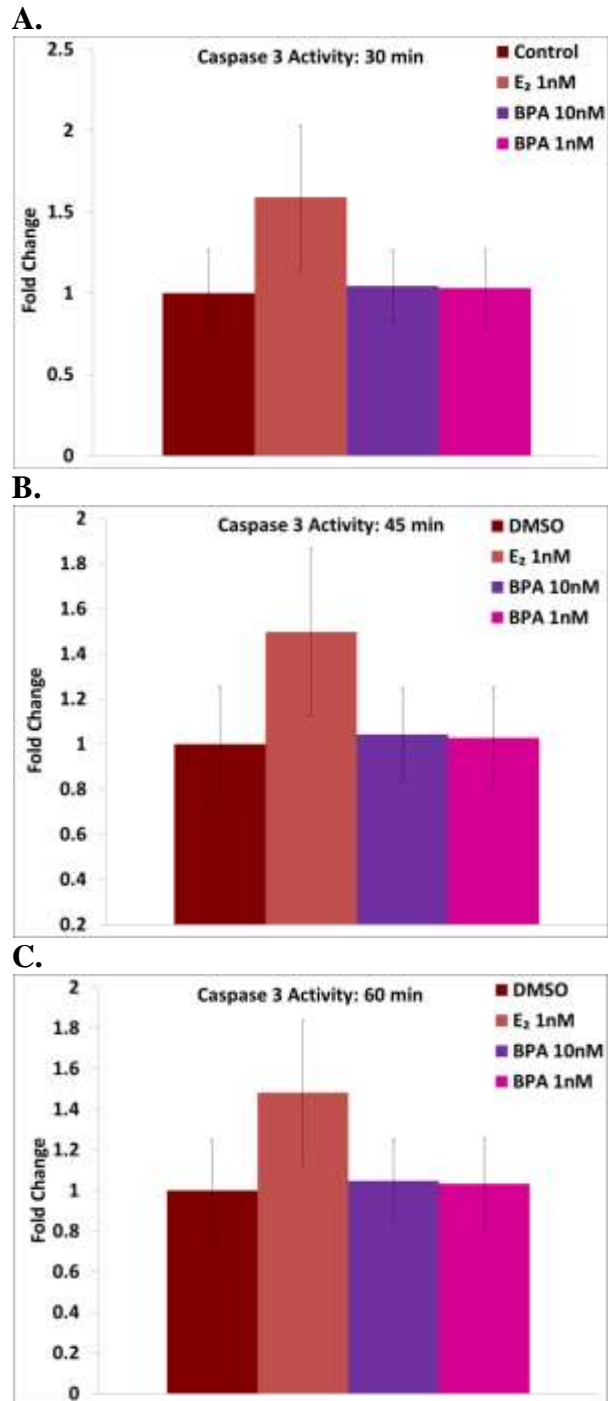 A.
Caspase 3 Activity: 30 min
Control
E₂ 1nM
BPA 10nM
BPA 1nM
Fold Change
2.5
2
1.5
1
0.5
0
B.
Caspase 3 Activity: 45 min
DMSO
E₂ 1nM
BPA 10nM
BPA 1nM
Fold Change
2
1.8
1.6
1.4
1.2
1
0.8
0.6
0.4
0.2
C.
Caspase 3 Activity: 60 min
DMSO
E₂ 1nM
BPA 10nM
BPA 1nM
Fold Change
2
1.8
1.6
1.4
1.2
1
0.8
0.6
0.4
0.2
0